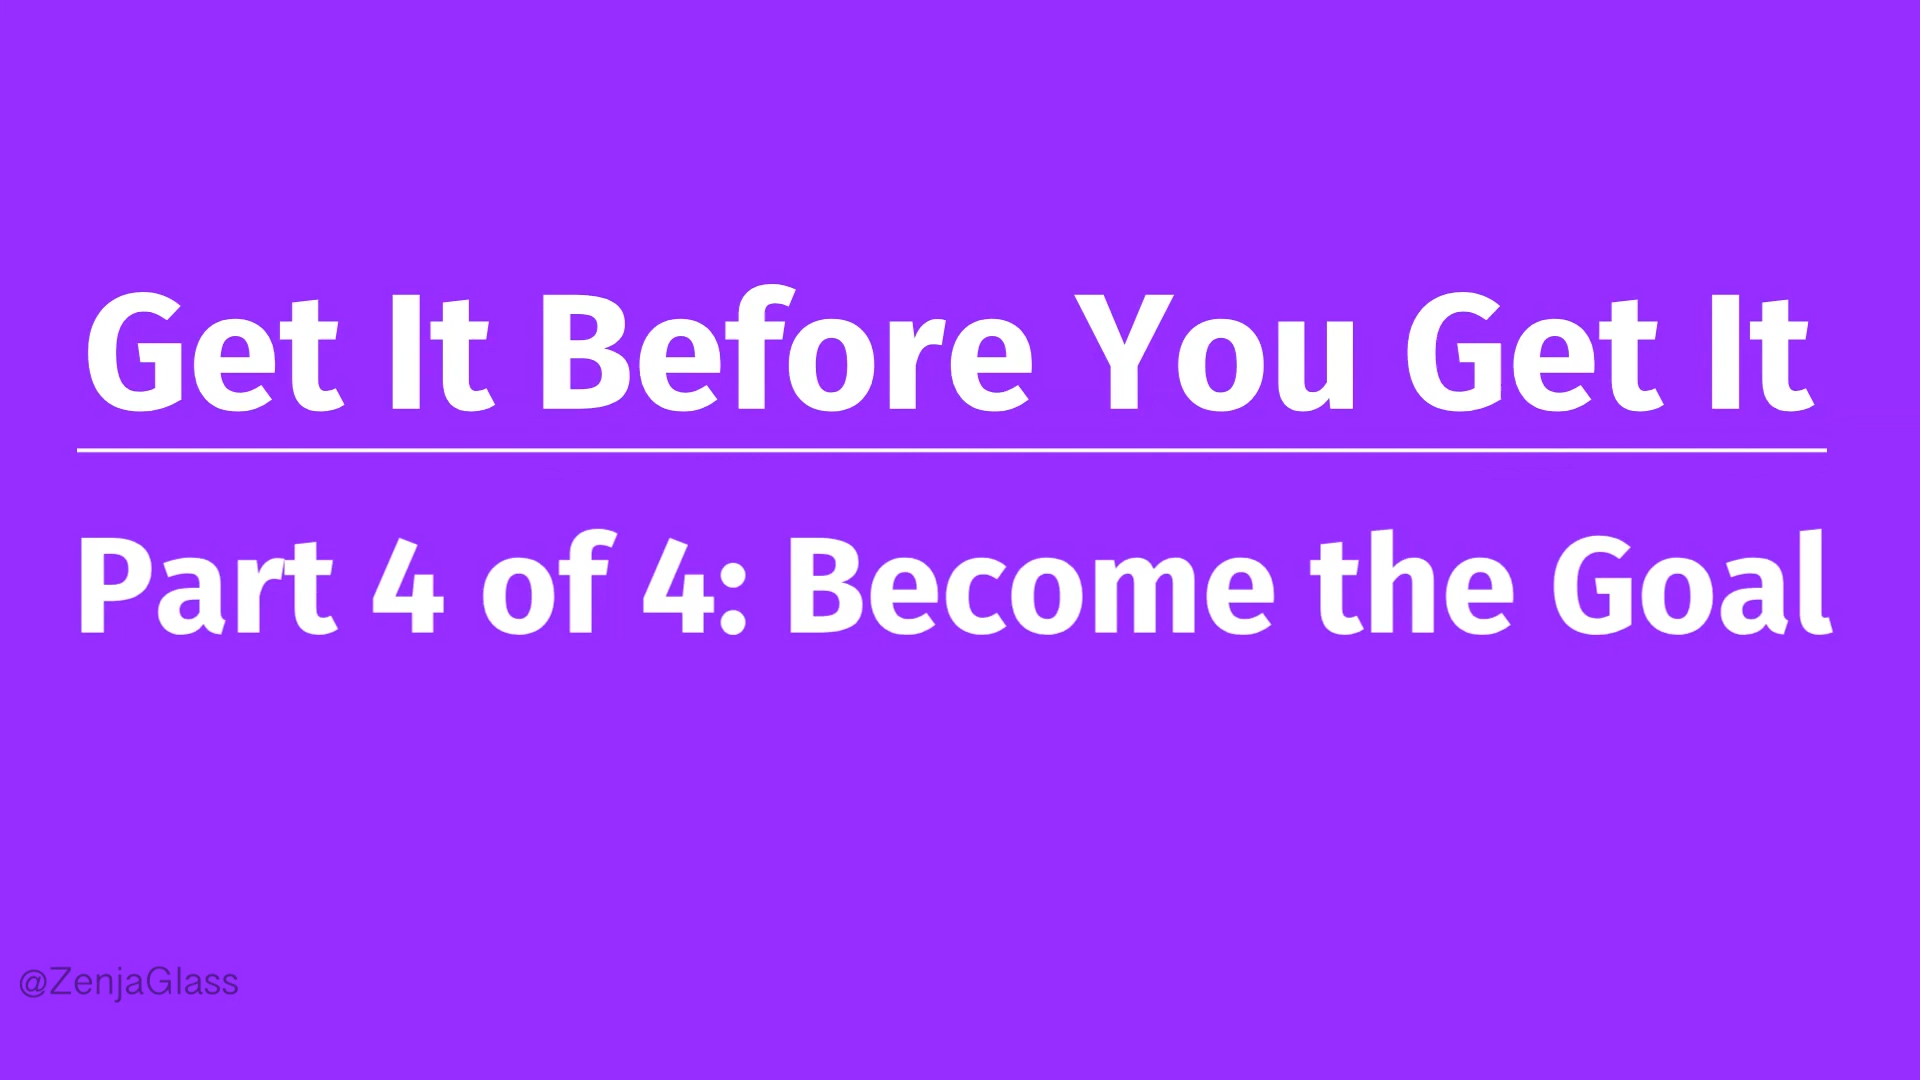 Get It Before You Get It
Part 4 of 4: Become the Goal
@ZenjaGlass